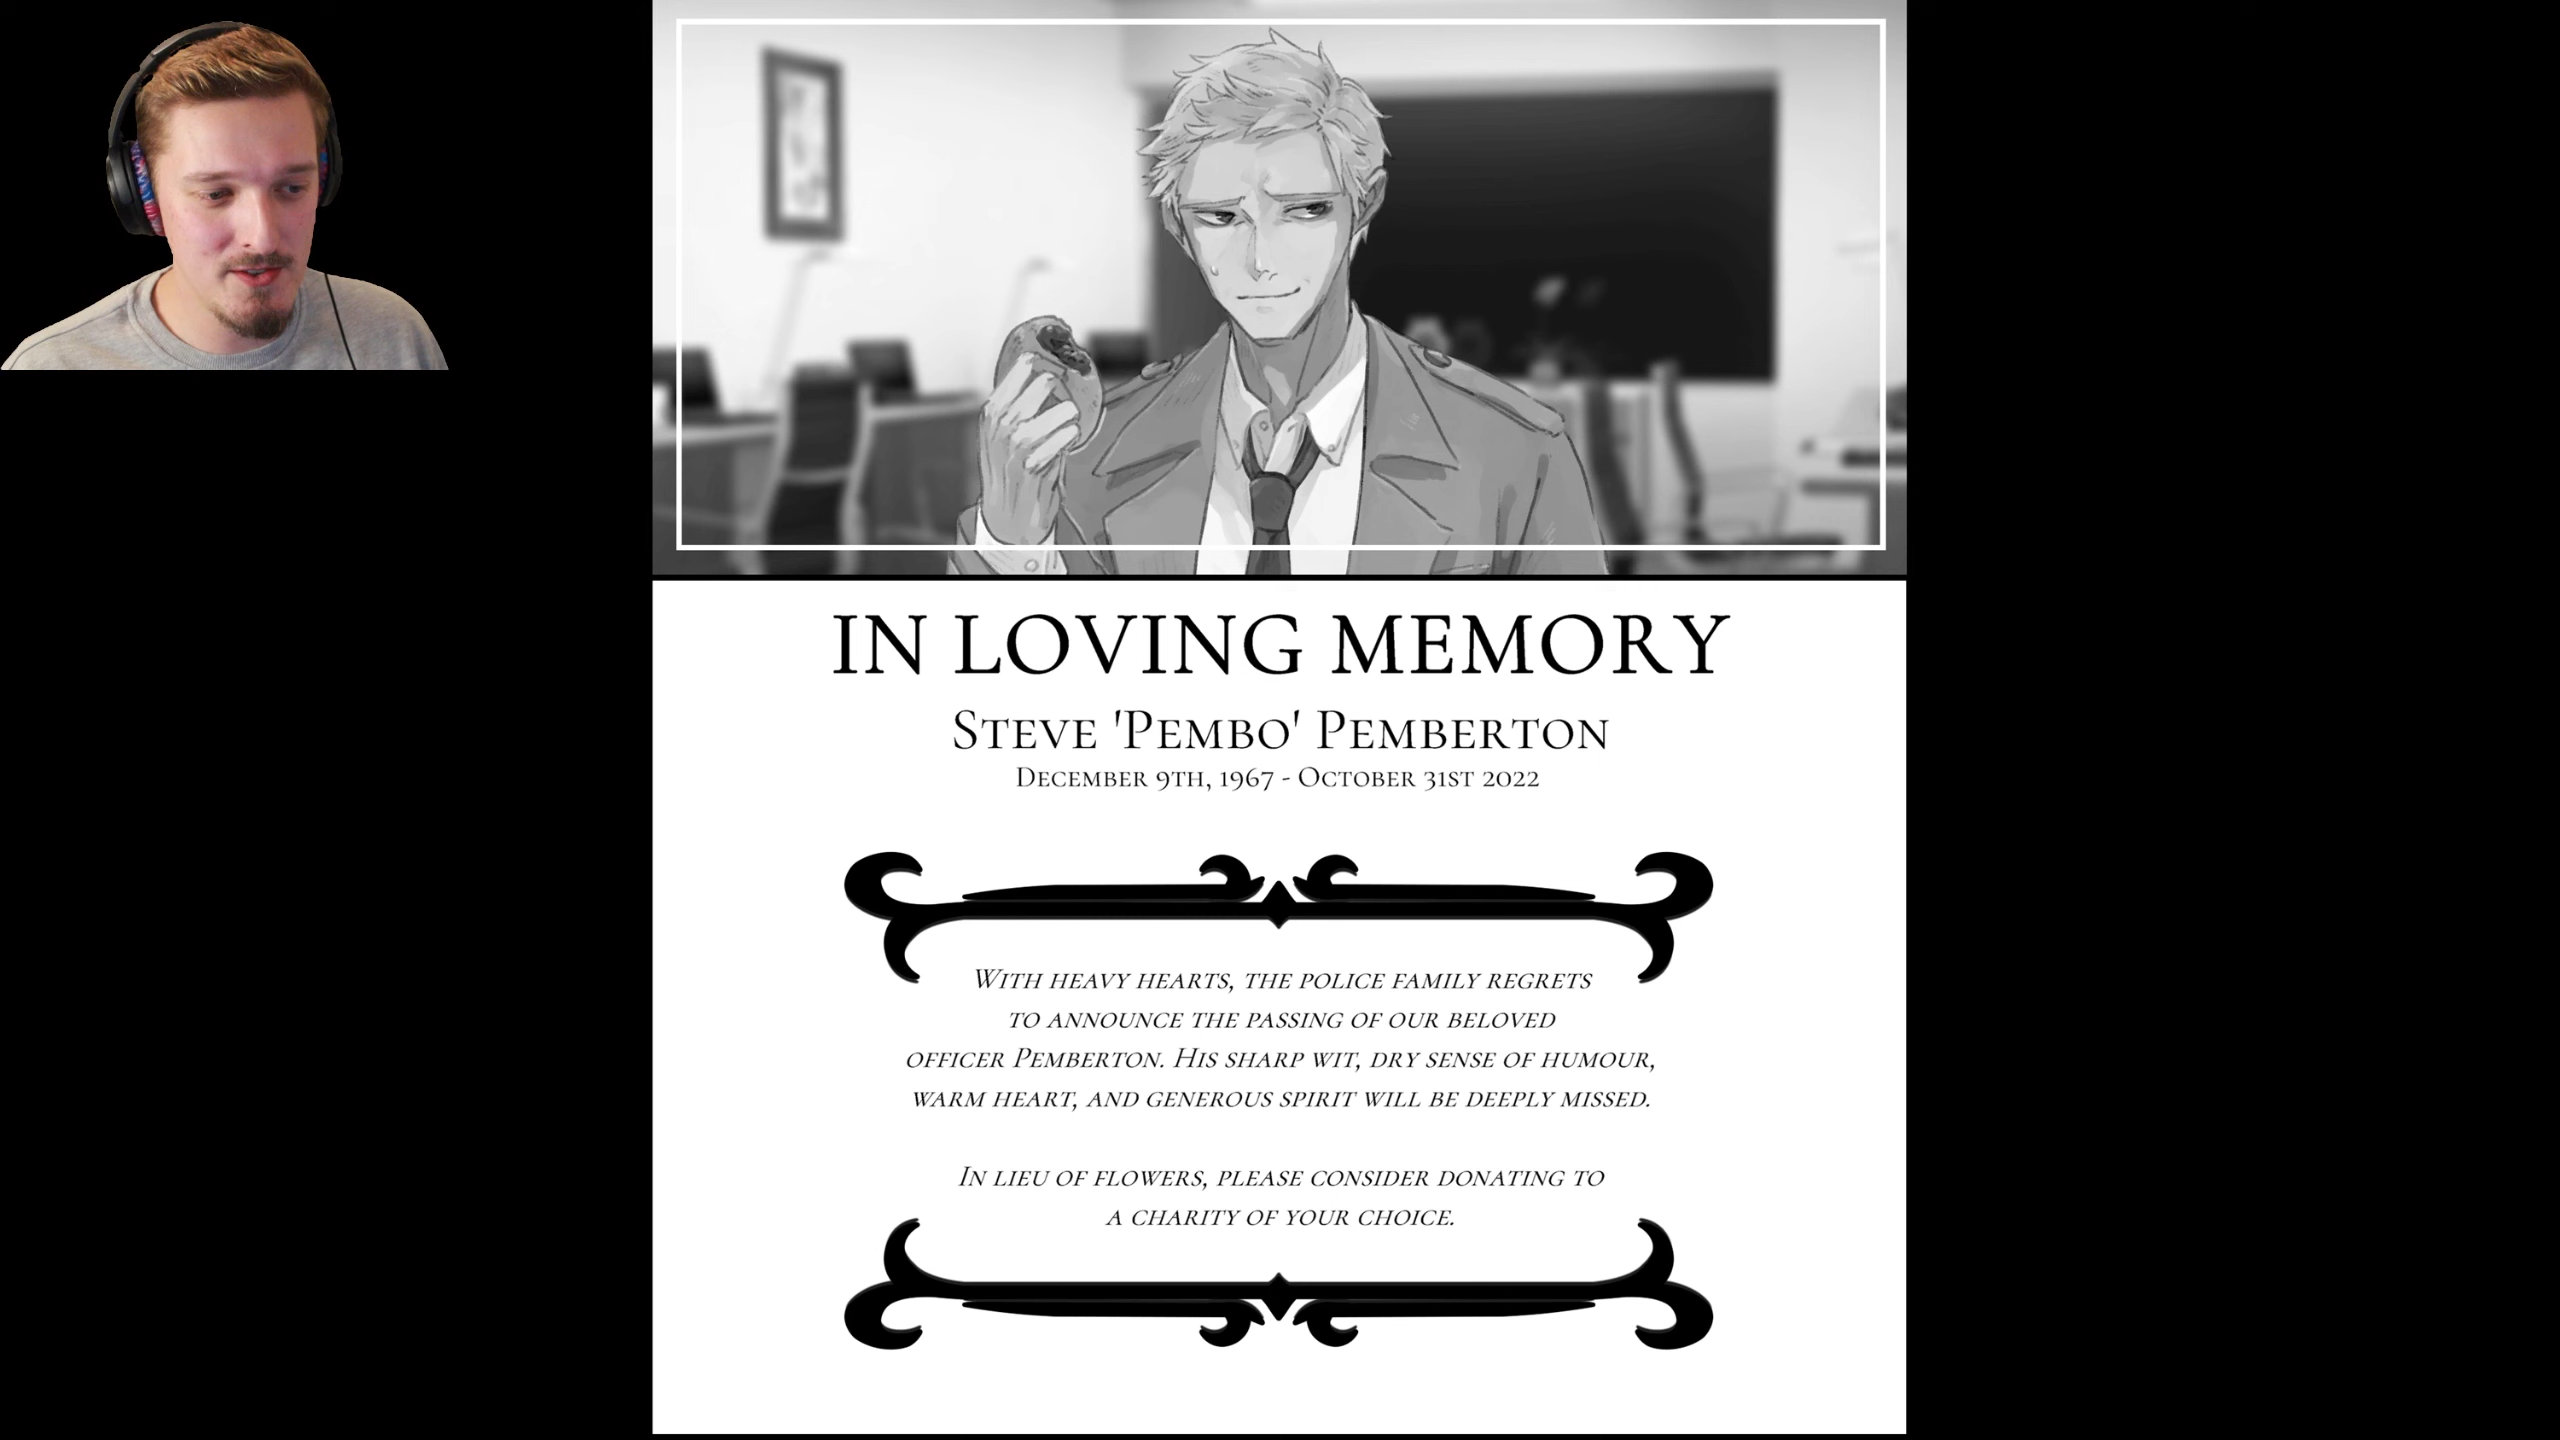 IN LOVING MEMORY
STEVE 'PEMBO' PEMBERTON
DECEMBER 9TH, 1967 - OCTOBER 31ST 2022
WITH HEAVY HEARTS, THE POLICE FAMILY REGRETS
TO ANNOUNCE THE PASSING OF OUR BELOVED
OFFICER PEMBERTON. HIS SHARP WIT, DRY SENSE OF HUMOUR,
WARM HEART, AND GENEROUS SPIRIT WILL BE DEEPLY MISSED.
IN LIEU OF FLOWERS, PLEASE CONSIDER DONATING TO
A CHARITY OF YOUR CHOICE.